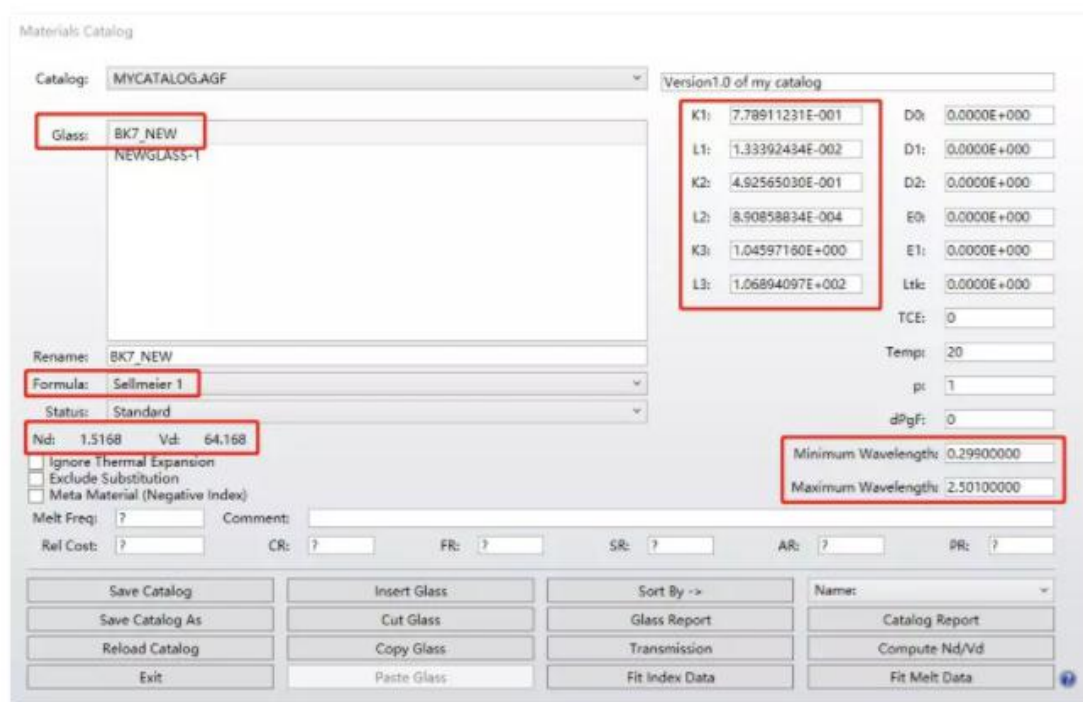 Materials Catalog
Catalog: MYCATALOG.AGF Version1.0 of my catalog
K1: 7.78911231E-001 D0: 0.0000E+000
Glass: BK7_NEW
NEWGLASS-1
L1: 1.33392434E-002 D1: 0.0000E+000
K2: 4.92565030E-001 D2: 0.0000E+000
L2: 8.90858834E-004 E0: 0.0000E+000
K3: 1.04597160E+000 E1: 0.0000E+000
L3: 1.06894097E+002 Ltk: 0.0000E+000
TCE: 0
Rename: BK7_NEW Temp: 20
Formula: Sellmeier 1 p: 1
Status: Standard dPgF: 0
Nd: 1.5168 Vd: 64.168
Ignore Thermal Expansion Minimum Wavelength: 0.29900000
Exclude Substitution
Meta Material (Negative Index) Maximum Wavelength: 2.50100000
Melt Freq: ? Comment:
Rel Cost: ? CR: ? FR: ? SR: ? AR: ? PR: ?
Save Catalog Insert Glass Sort By -> Name:
Save Catalog As Cut Glass Glass Report Catalog Report
Reload Catalog Copy Glass Transmission Compute Nd/Vd
Exit Paste Glass Fit Index Data Fit Melt Data